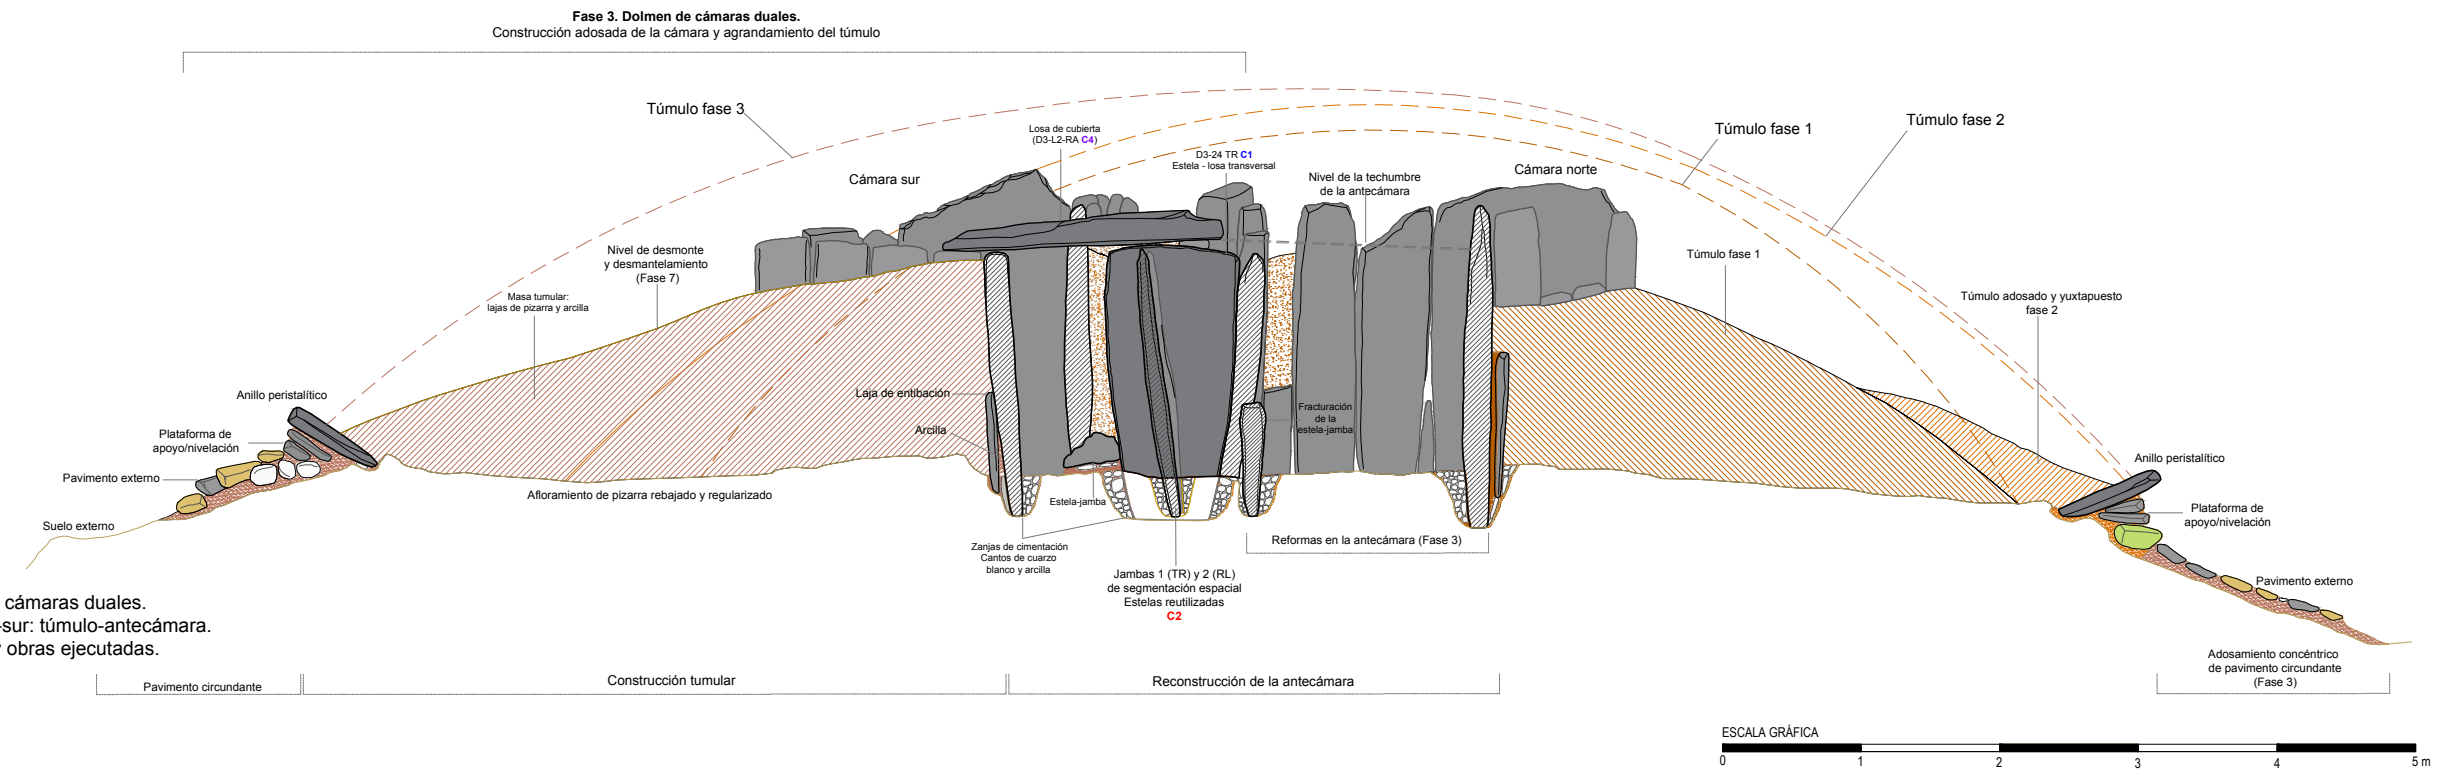 Fase 3. Dolmen de cámaras duales.
Construcción adosada de la cámara y agrandamiento del túmulo
Túmulo fase 3
Losa de cubierta
(D3-L2-RA C4)
D3-24 TR C1
Estela - losa transversal
Túmulo fase 1
Túmulo fase 2
Cámara sur
Nivel de la techumbre
de la antecámara
Cámara norte
Nivel de desmonte
y desmantelamiento
(Fase 7)
Túmulo fase 1
Masa tumular:
lajas de pizarra y arcilla
Túmulo adosado y yuxtapuesto
fase 2
Anillo peristalítico
Laja de entibación
Fracturación
de la
estela-jamba
Arcilla
Plataforma de
apoyo/nivelación
Pavimento externo
Anillo peristalítico
Afloramiento de pizarra rebajado y regularizado
Estela-jamba
Suelo externo
Plataforma de
apoyo/nivelación
Zanjas de cimentación
Cantos de cuarzo
blanco y arcilla
Reformas en la antecámara (Fase 3)
Jambas 1 (TR) y 2 (RL)
de segmentación espacial
Estelas reutilizadas
C2
Pavimento externo
cámaras duales.
-sur: túmulo-antecámara.
y obras ejecutadas.
Adosamiento concéntrico
de pavimento circundante
(Fase 3)
Pavimento circundante
Construcción tumular
Reconstrucción de la antecámara
ESCALA GRÁFICA
0 1 2 3 4 5 m